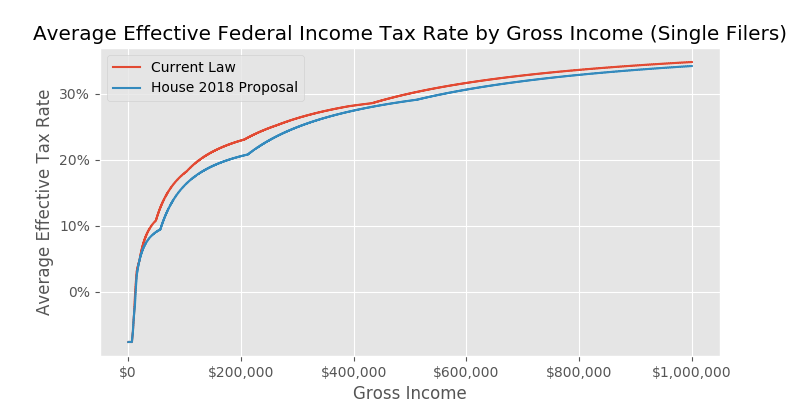 Average Effective Federal Income Tax Rate by Gross Income (Single Filers)
Current Law
House 2018 Proposal
Average Effective Tax Rate
30%
20%
10%
0%
$0
$200,000
$400,000
$600,000
$800,000
$1,000,000
Gross Income